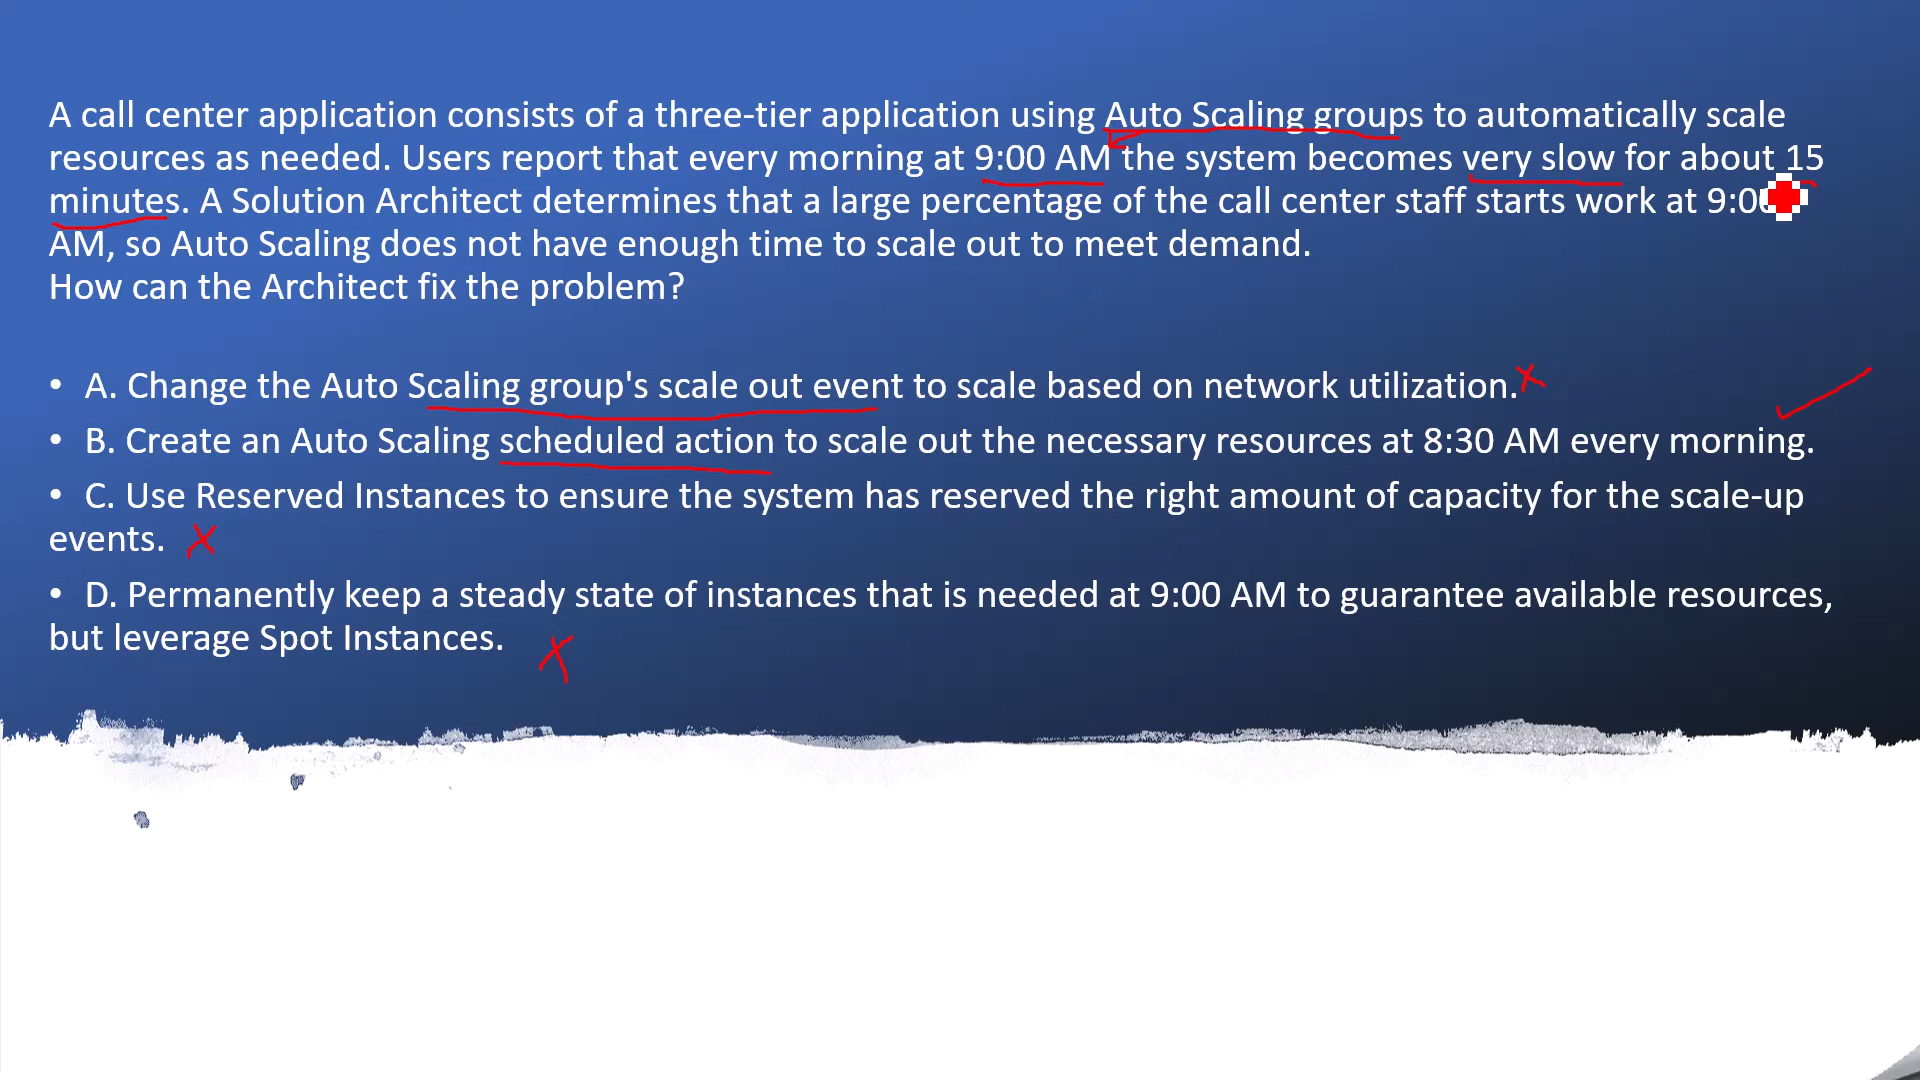 A call center application consists of a three-tier application using Auto Scaling groups to automatically scale
resources as needed. Users report that every morning at 9:00 AM the system becomes very slow for about 15
minutes. A Solution Architect determines that a large percentage of the call center staff starts work at 9:00
AM, so Auto Scaling does not have enough time to scale out to meet demand.
How can the Architect fix the problem?
• A. Change the Auto Scaling group's scale out event to scale based on network utilization.
• B. Create an Auto Scaling scheduled action to scale out the necessary resources at 8:30 AM every morning.
• C. Use Reserved Instances to ensure the system has reserved the right amount of capacity for the scale-up
events.
• D. Permanently keep a steady state of instances that is needed at 9:00 AM to guarantee available resources,
but leverage Spot Instances.